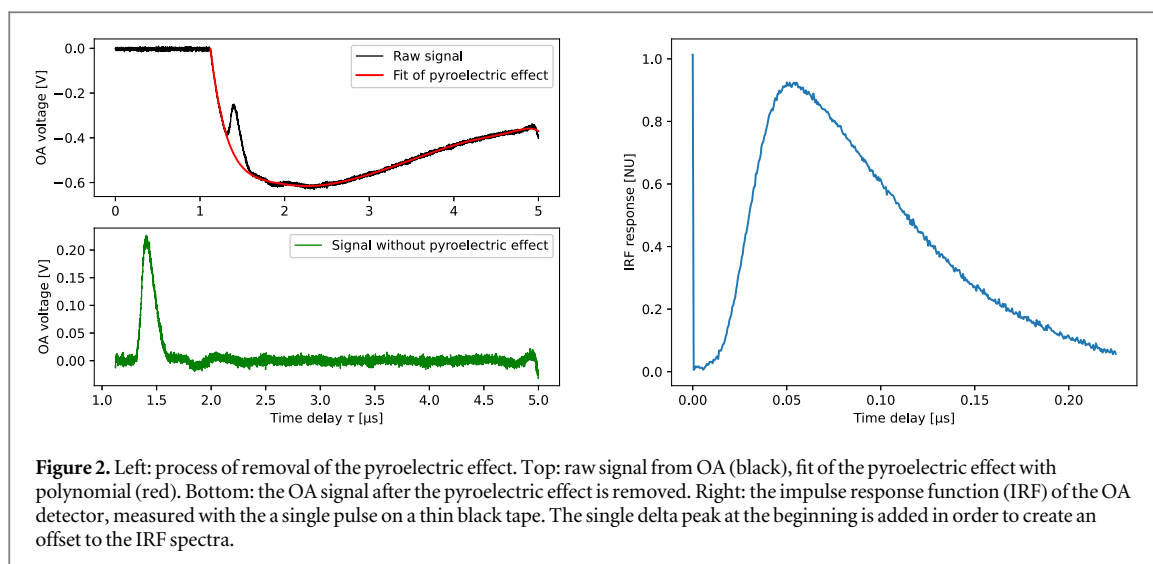 0.0
−0.2
−0.4
−0.6
OA voltage [V]
Raw signal
Fit of pyroelectric effect
0 1 2 3 4 5
0.20
0.15
0.10
0.05
0.00
OA voltage [V]
Signal without pyroelectric effect
1.0 1.5 2.0 2.5 3.0 3.5 4.0 4.5 5.0
Time delay τ [μs]
1.0
0.8
0.6
0.4
0.2
0.0
IRF response [NU]
0.00 0.05 0.10 0.15 0.20
Time delay [μs]
Figure 2. Left: process of removal of the pyroelectric effect. Top: raw signal from OA (black), fit of the pyroelectric effect with
polynomial (red). Bottom: the OA signal after the pyroelectric effect is removed. Right: the impulse response function (IRF) of the OA
detector, measured with the a single pulse on a thin black tape. The single delta peak at the beginning is added in order to create an
offset to the IRF spectra.